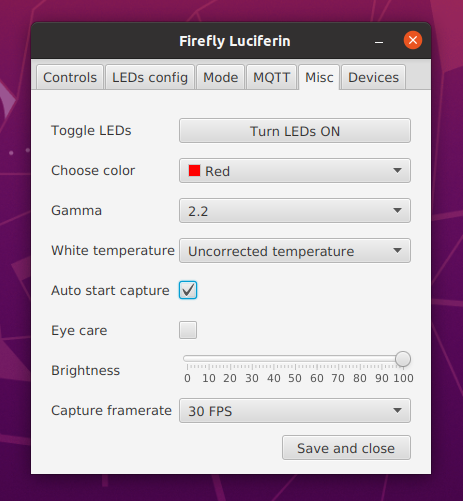 Firefly Luciferin
Controls LEDs config Mode MQTT Misc Devices
Toggle LEDs Turn LEDs ON
Choose color Red
Gamma 2.2
White temperature Uncorrected temperature
Auto start capture
Eye care
Brightness
0 10 20 30 40 50 60 70 80 90 100
Capture framerate 30 FPS
Save and close